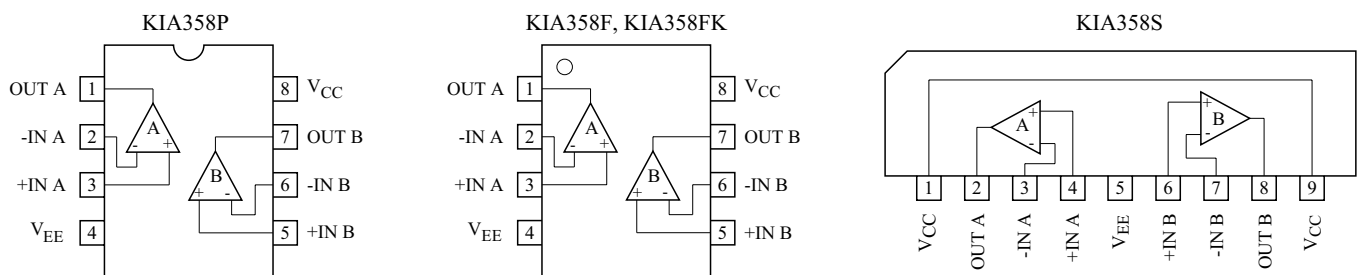 KIA358P
OUT A 1 8 VCC
A
-IN A 2 - + 7 OUT B
+IN A 3 B 6 -IN B
+ -
VEE 4 5 +IN B
KIA358F, KIA358FK
OUT A 1 8 VCC
A
-IN A 2 - + 7 OUT B
+IN A 3 B 6 -IN B
+ -
VEE 4 5 +IN B
KIA358S
+ +
A B
- -
1 2 3 4 5 6 7 8 9
VCC OUT A -IN A +IN A VEE +IN B -IN B OUT B VCC